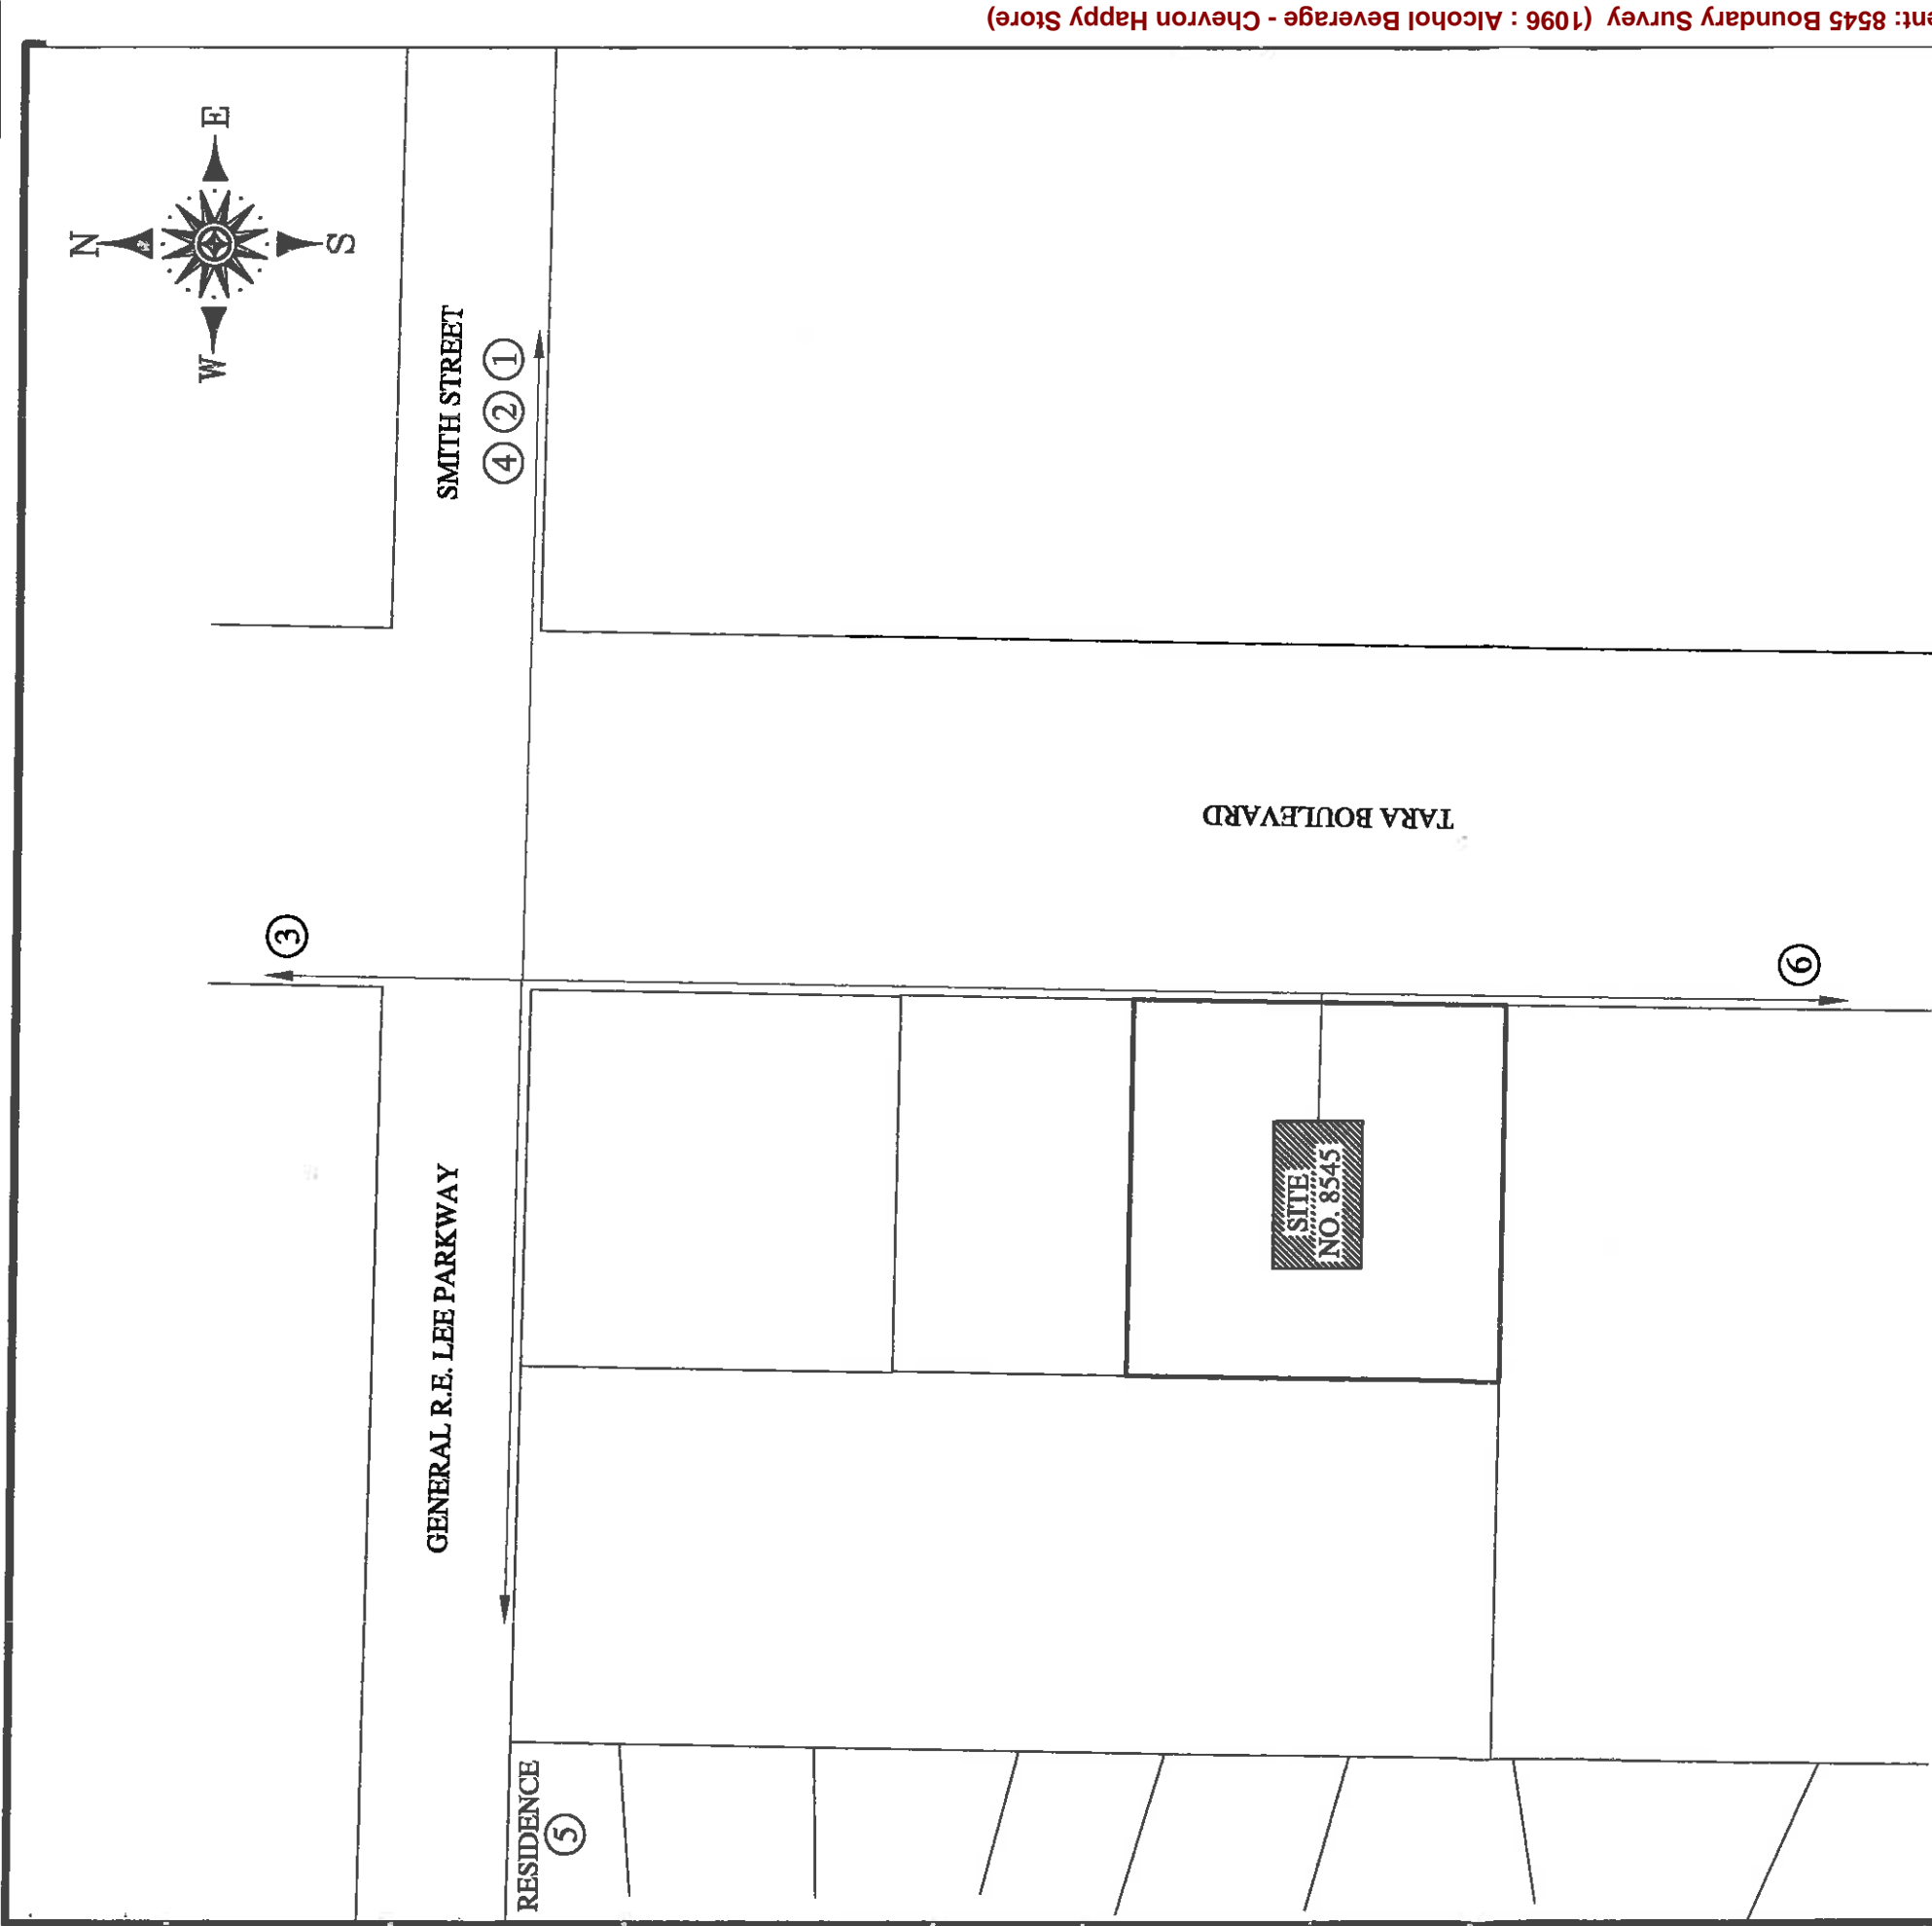 nt: 8545 Boundary Survey (1096 : Alcohol Beverage - Chevron Happy Store)
N
E
S
W
SMITH STREET
4 2 1
TARA BOULEVARD
3
6
GENERAL R.E. LEE PARKWAY
SITE
NO. 8545
RESIDENCE
5